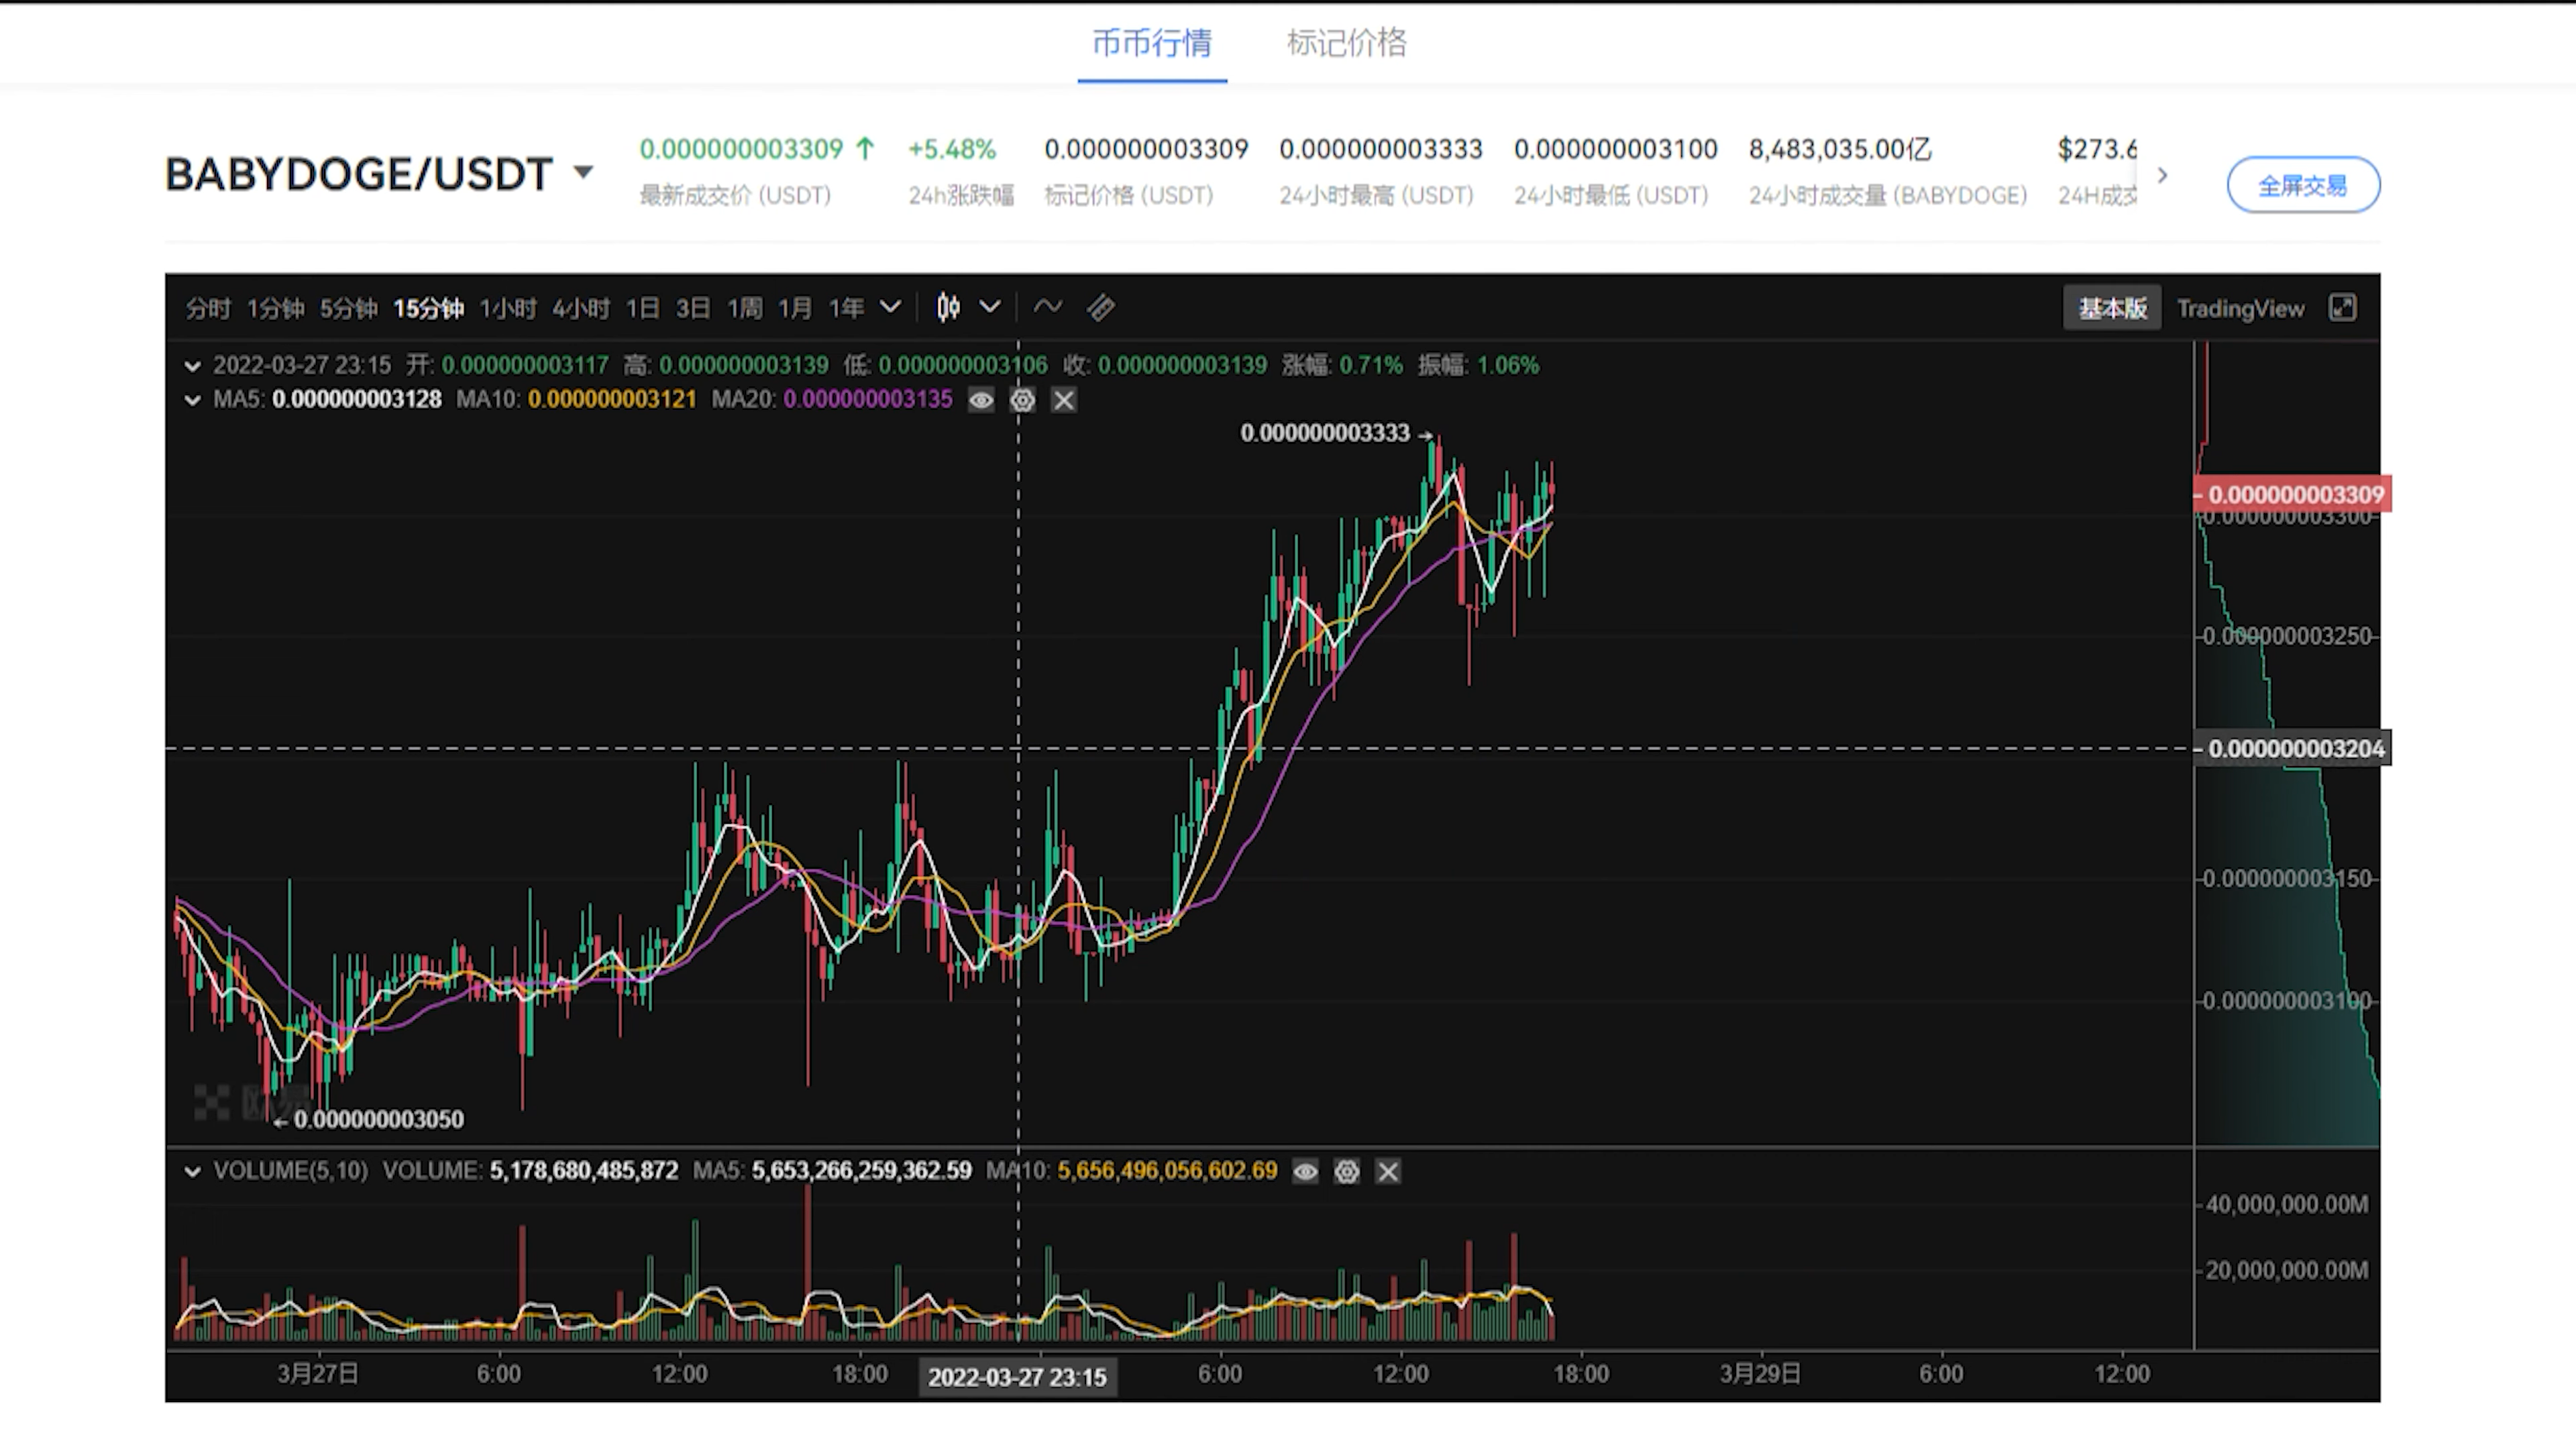 币币行情 标记价格
BABYDOGE/USDT 0.000000003309 +5.48% 0.000000003309 0.000000003333 0.000000003100 8,483,035.00亿 $273.6
最新成交价 (USDT) 24h涨跌幅 标记价格 (USDT) 24小时最高 (USDT) 24小时最低 (USDT) 24小时成交量 (BABYDOGE) 24H成交 全屏交易
分时 1分钟 5分钟 15分钟 1小时 4小时 1日 3日 1周 1月 1年 基本版 TradingView
2022-03-27 23:15 开: 0.000000003117 高: 0.000000003139 低: 0.000000003106 收: 0.000000003139 涨幅: 0.71% 振幅: 1.06%
MA5: 0.000000003128 MA10: 0.000000003121 MA20: 0.000000003135
0.000000003333
0.000000003309
0.000000003300
0.000000003250
0.000000003204
0.000000003150
0.000000003100
欧易
0.000000003050
VOLUME(5,10) VOLUME: 5,178,680,485,872 MA5: 5,653,266,259,362.59 MA10: 5,656,496,056,602.69
40,000,000.00M
20,000,000.00M
3月27日 6:00 12:00 18:00 2022-03-27 23:15 6:00 12:00 18:00 3月29日 6:00 12:00